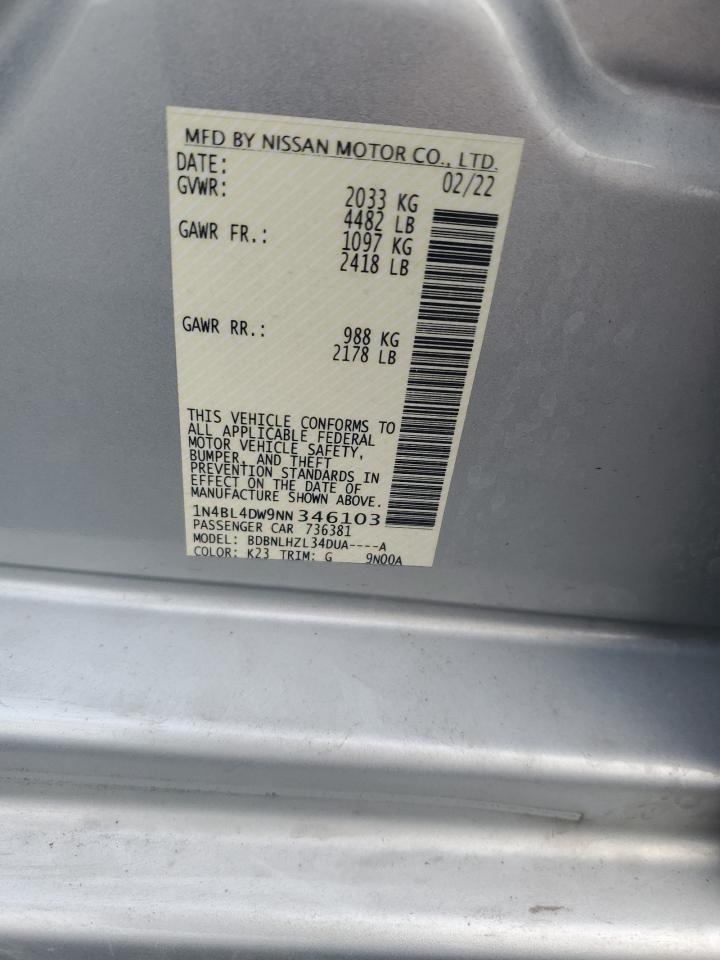 MFD BY NISSAN MOTOR CO., LTD.
DATE: 02/22
GVWR: 2033 KG
4482 LB
GAWR FR.: 1097 KG
2418 LB
GAWR RR.: 988 KG
2178 LB
THIS VEHICLE CONFORMS TO
ALL APPLICABLE FEDERAL
MOTOR VEHICLE SAFETY,
BUMPER, AND THEFT
PREVENTION STANDARDS IN
EFFECT ON THE DATE OF
MANUFACTURE SHOWN ABOVE.
1N4BL4DW9NN346103
PASSENGER CAR 736381
MODEL: BDBNLHZL34DUA----A
COLOR: K23 TRIM: G 9N00A